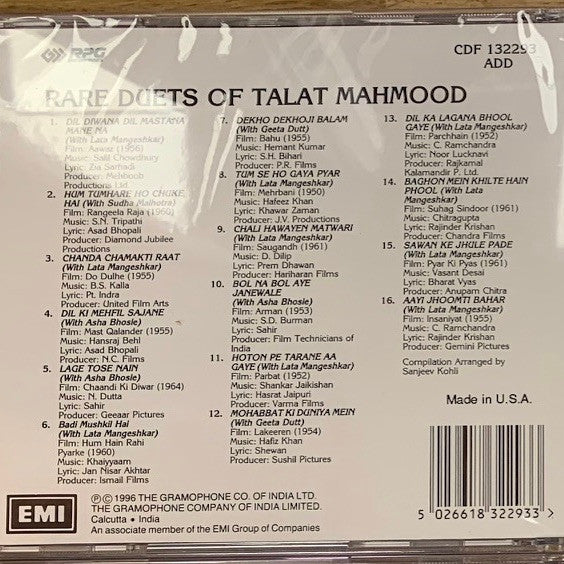 RPG
CDF 132293
ADD
RARE DUETS OF TALAT MAHMOOD
1. DIL DIWANA DIL MASTANA
MANE NA
(With Lata Mangeshkar)
Film: Aawaz (1956)
Music: Salil Chowdhury
Lyric: Zia Sarhadi
Producer: Mehboob
Productions Ltd.
2. HUM TUMHARE HO CHUKE
HAI (With Sudha Malhotra)
Film: Rangeela Raja (1960)
Music: S.N. Tripathi
Lyric: Asad Bhopali
Producer: Diamond Jubilee
Productions
3. CHANDA CHAMAKTI RAAT
(With Lata Mangeshkar)
Film: Do Dulhe (1955)
Music: B.S. Kalla
Lyric: Pt. Indra
Producer: United Film Arts
4. DIL KI MEHFIL SAJANE
(With Asha Bhosle)
Film: Mast Qalander (1955)
Music: Hansraj Behl
Lyric: Asad Bhopali
Producer: N.C. Films
5. LAGE TOSE NAIN
(With Asha Bhosle)
Film: Chaandi Ki Diwar (1964)
Music: N. Dutta
Lyric: Sahir
Producer: Geeaar Pictures
6. Badi Mushkil Hai
(With Lata Mangeshkar)
Film: Hum Hain Rahi
Pyarke (1960)
Music: Khaiyyaam
Lyric: Jan Nisar Akhtar
Producer: Ismail Films
7. DEKHO DEKHOJI BALAM
(With Geeta Dutt)
Film: Bahu (1955)
Music: Hemant Kumar
Lyric: S.H. Bihari
Producer: P.R. Films
8. TUM SE HO GAYA PYAR
(With Lata Mangeshkar)
Film: Mehrbani (1950)
Music: Hafeez Khan
Lyric: Khawar Zaman
Producer: J.V. Productions
9. CHALI HAWAYEN MATWARI
(With Lata Mangeshkar)
Film: Saugandh (1961)
Music: D. Dilip
Lyric: Prem Dhawan
Producer: Hariharan Films
10. BOL NA BOL AYE
JANEWALE
(With Asha Bhosle)
Film: Arman (1953)
Music: S.D. Burman
Lyric: Sahir
Producer: Film Technicians of
India
11. HOTON PE TARANE AA
GAYE (With Lata Mangeshkar)
Film: Parbat (1952)
Music: Shankar Jaikishan
Lyric: Hasrat Jaipuri
Producer: Varma Films
12. MOHABBAT KI DUNIYA MEIN
(With Geeta Dutt)
Film: Lakeeren (1954)
Music: Hafiz Khan
Lyric: Shewan
Producer: Sushil Pictures
13. DIL KA LAGANA BHOOL
GAYE (With Lata Mangeshkar)
Film: Parchhain (1952)
Music: C. Ramchandra
Lyric: Noor Lucknavi
Producer: Rajkamal
Kalamandir P. Ltd.
14. BAGHON MEIN KHILTE HAIN
PHOOL (With Lata
Mangeshkar)
Film: Suhag Sindoor (1961)
Music: Chitragupta
Lyric: Rajinder Krishan
Producer: Chandra Films
15. SAWAN KE JHULE PADE
(With Lata Mangeshkar)
Film: Pyar Ki Pyas (1961)
Music: Vasant Desai
Lyric: Bharat Vyas
Producer: Anupam Chitra
16. AAYI JHOOMTI BAHAR
(With Lata Mangeshkar)
Film: Insaniyat (1955)
Music: C. Ramchandra
Lyric: Rajinder Krishan
Producer: Gemini Pictures
Compilation Arranged by
Sanjeev Kohli
Made in U.S.A.
5 026618 322933 >
EMI
Ⓟ © 1996 THE GRAMOPHONE CO. OF INDIA LTD.
THE GRAMOPHONE COMPANY OF INDIA LIMITED.
Calcutta • India
An associate member of the EMI Group of Companies